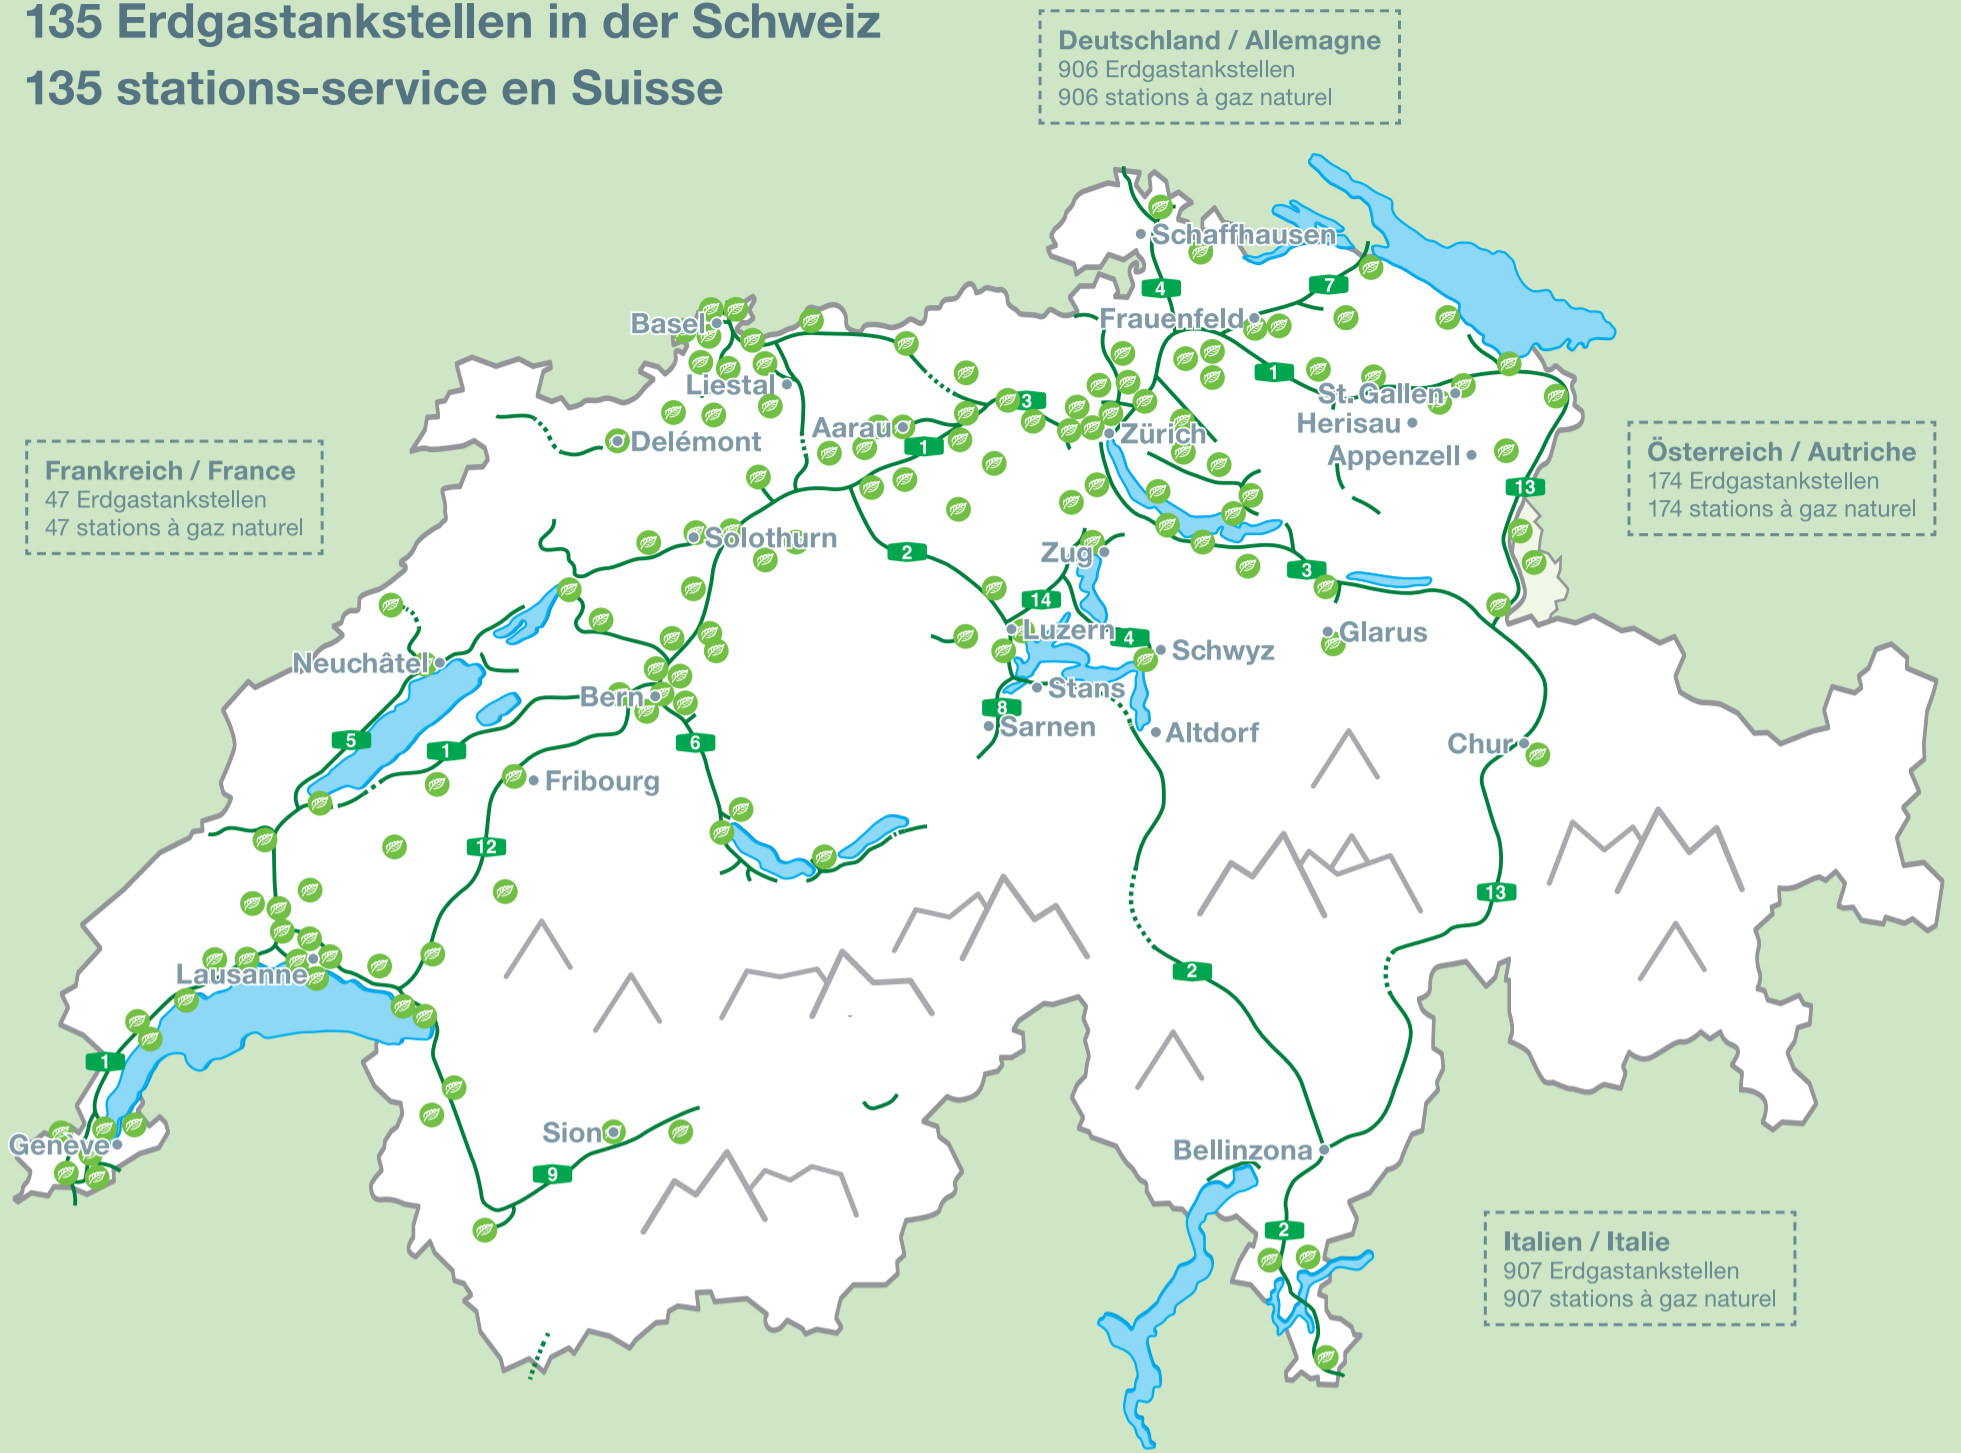 135 Erdgastankstellen in der Schweiz
135 stations-service en Suisse
Deutschland / Allemagne
906 Erdgastankstellen
906 stations à gaz naturel
Schaffhausen
4
7
Basel
Frauenfeld
1
Liestal
St. Gallen
3
Herisau
Aarau
Zürich
Delémont
1
Appenzell
Frankreich / France
47 Erdgastankstellen
47 stations à gaz naturel
Österreich / Autriche
174 Erdgastankstellen
174 stations à gaz naturel
13
Solothurn
2
Zug
3
14
Luzern
4
Glarus
Schwyz
Neuchâtel
Stans
Bern
8
Sarnen
Altdorf
5
1
6
Chur
Fribourg
12
13
Lausanne
2
1
Sion
Genève
Bellinzona
9
2
Italien / Italie
907 Erdgastankstellen
907 stations à gaz naturel